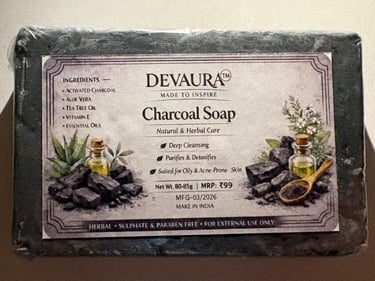 INGREDIENTS —
• ACTIVATED CHARCOAL
• ALOE VERA
• TEA TREE OIL
• VITAMIN E
• ESSENTIAL OILS
DEVAURA™
MADE TO INSPIRE
Charcoal Soap
Natural & Herbal Care
Deep Cleansing
Purifies & Detoxifies
Suited for Oily & Acne-Prone Skin
Net Wt. 80-85g | MRP: ₹99
MFG-03/2026
MAKE IN INDIA
HERBAL • SULPHATE & PARABEN FREE • FOR EXTERNAL USE ONLY